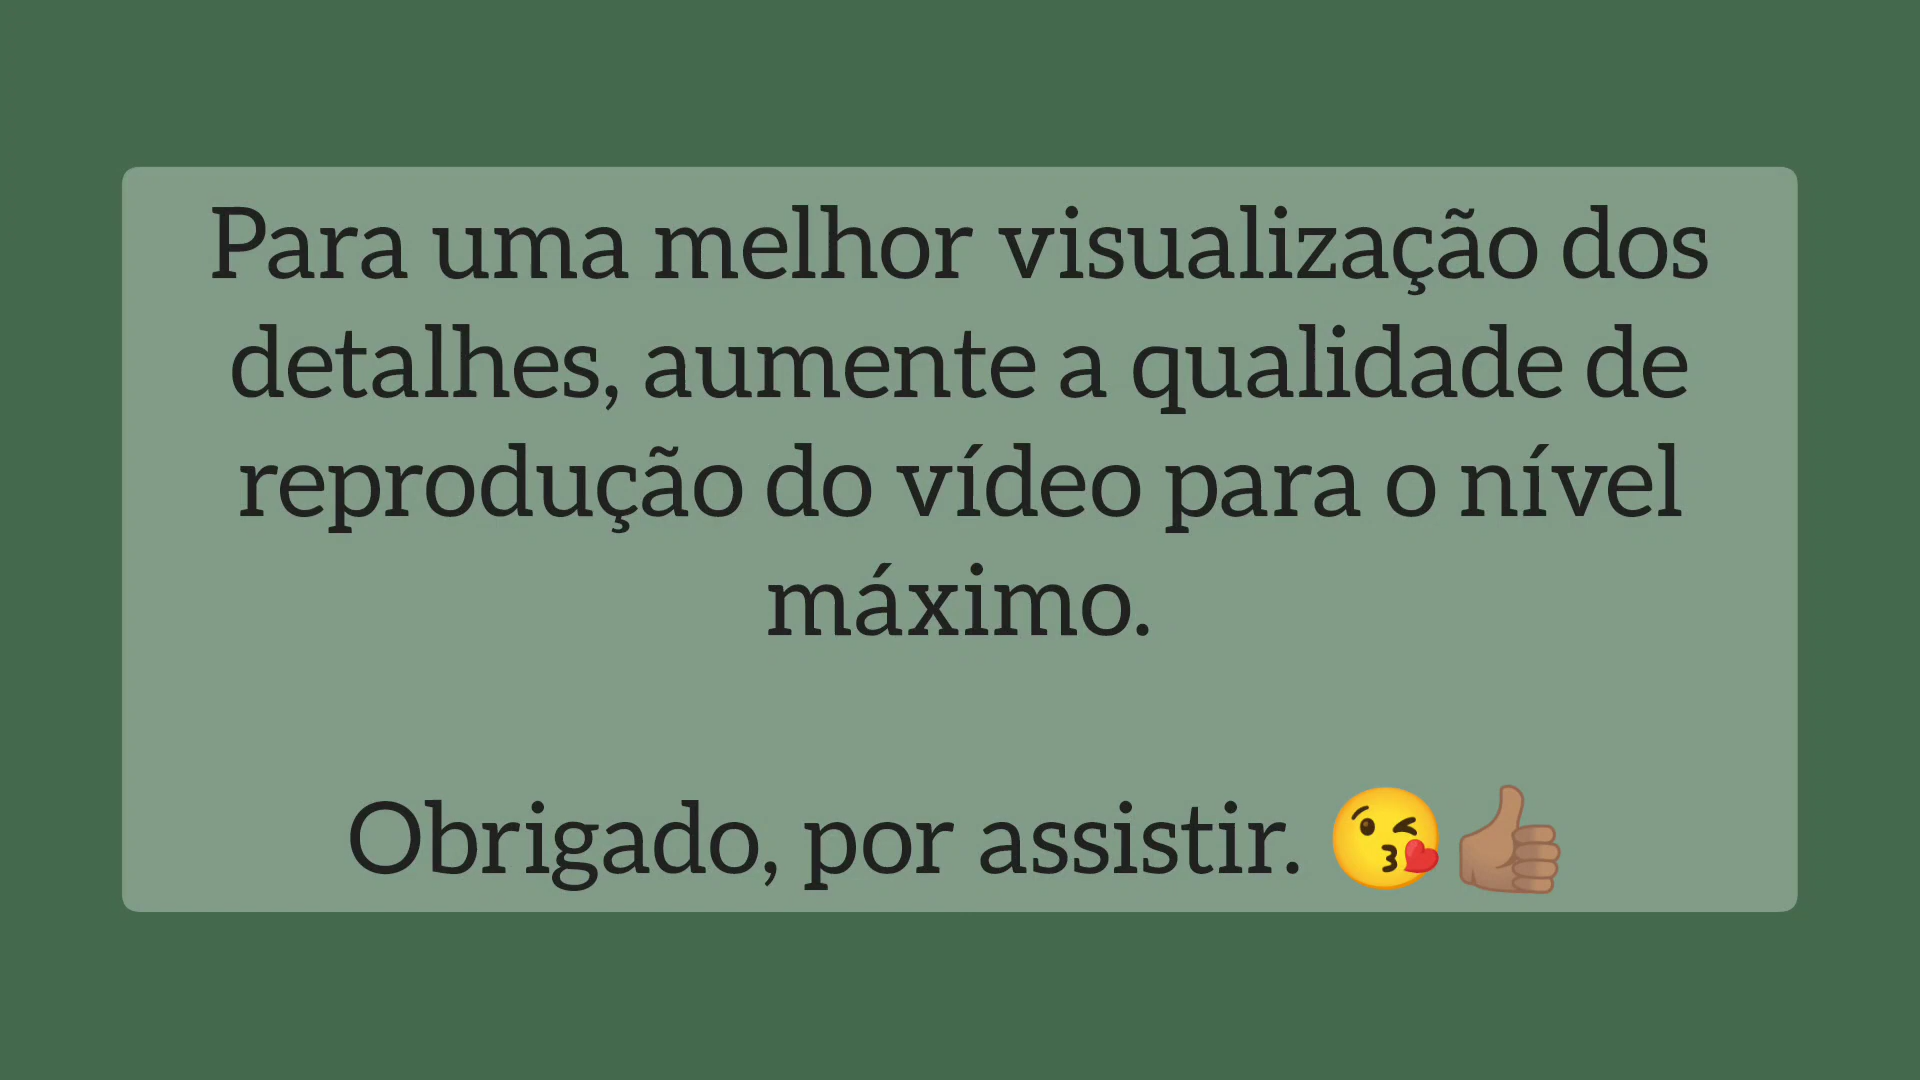 Para uma melhor visualização dos
detalhes, aumente a qualidade de
reprodução do vídeo para o nível
máximo.
Obrigado, por assistir. 😘👍🏽